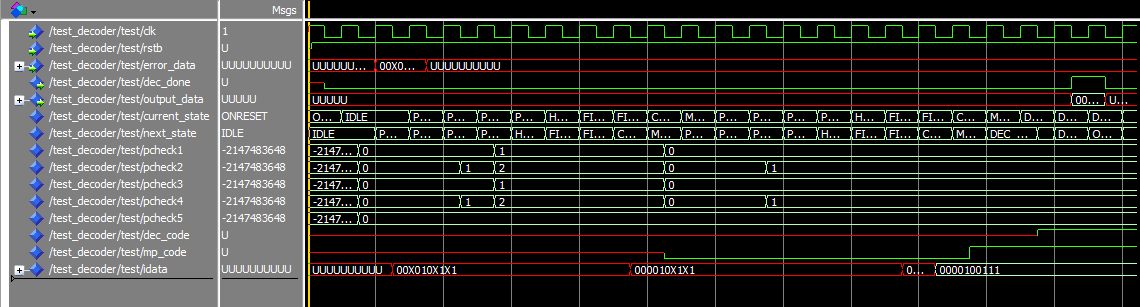 Msgs
/test_decoder/test/clk 1
/test_decoder/test/rstb U
/test_decoder/test/error_data UUUUUUUUUU UUUUUU... 00X0... UUUUUUUUUU
/test_decoder/test/dec_done U
/test_decoder/test/output_data UUUUU UUUUU 00... U...
/test_decoder/test/current_state ONRESET O... IDLE P... P... P... P... H... FI... FI... C... M... P... P... P... P... H... FI... FI... C... M... D... D... D...
/test_decoder/test/next_state IDLE IDLE P... P... P... P... H... FI... FI... C... M... P... P... P... P... H... FI... FI... C... M... DEC ... D... O...
/test_decoder/test/pcheck1 -2147483648 -2147... 0 1 0
/test_decoder/test/pcheck2 -2147483648 -2147... 0 1 2 0 1
/test_decoder/test/pcheck3 -2147483648 -2147... 0 1 0
/test_decoder/test/pcheck4 -2147483648 -2147... 0 1 2 0 1
/test_decoder/test/pcheck5 -2147483648 -2147... 0
/test_decoder/test/dec_code U
/test_decoder/test/mp_code U
/test_decoder/test/idata UUUUUUUUUU UUUUUUUUUU 00X010X1X1 000010X1X1 0... 0000100111